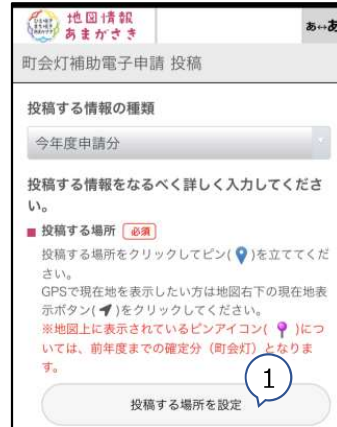 地図情報
あまがさき
あ↔あ
町会灯補助電子申請 投稿
投稿する情報の種類
今年度申請分
投稿する情報をなるべく詳しく入力してくださ
い。
■ 投稿する場所 必須
投稿する場所をクリックしてピン( )を立ててくだ
さい。
GPSで現在地を表示したい方は地図右下の現在地表
示ボタン( )をクリックしてください。
※地図上に表示されているピンアイコン( )につ
いては、前年度までの確定分（町会灯）となりま
す。
1
投稿する場所を設定